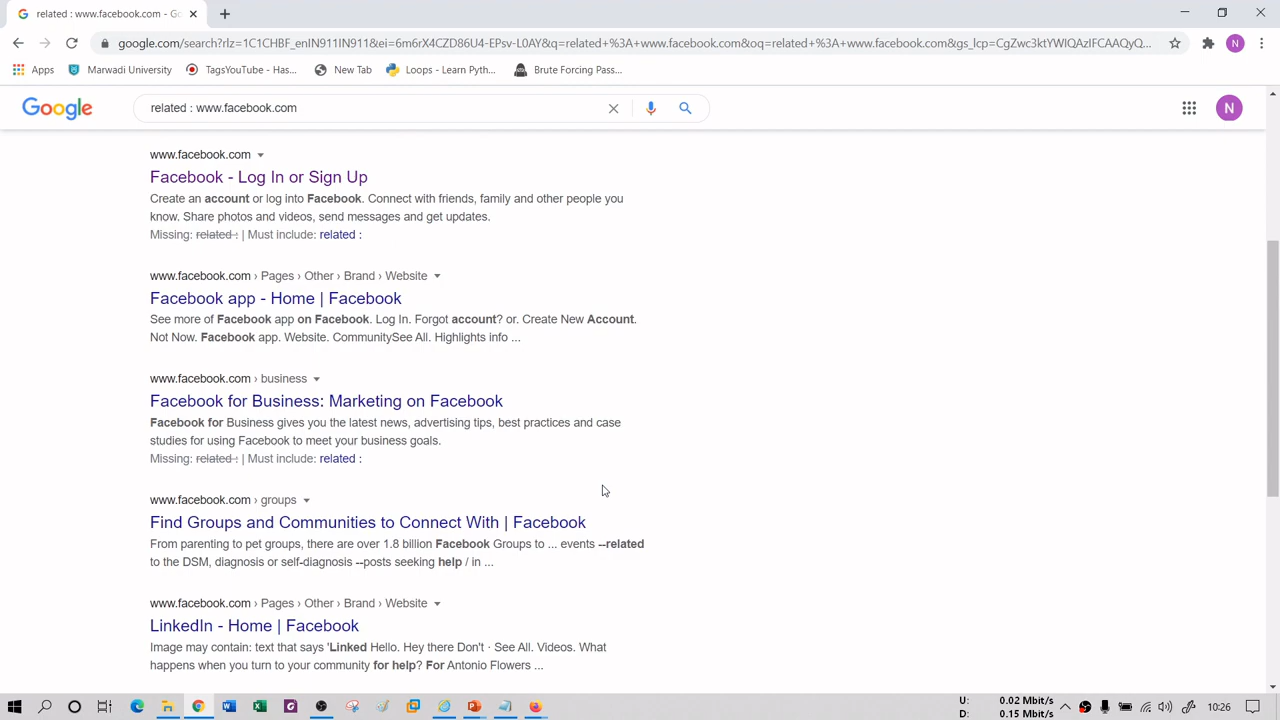 related : www.facebook.com - Go
google.com/search?rlz=1C1CHBF_enIN911IN911&ei=6m6rX4CZD86U4-EPsv-L0AY&q=related+%3A+www.facebook.com&oq=related+%3A+www.facebook.com&gs_lcp=CgZwc3ktYWIQAzIFCAAQyQ...
N
Apps
Marwadi University
TagsYouTube - Has...
New Tab
Loops - Learn Pyth...
Brute Forcing Pass...
Google
related : www.facebook.com
N
www.facebook.com
Facebook - Log In or Sign Up
Create an account or log into Facebook. Connect with friends, family and other people you
know. Share photos and videos, send messages and get updates.
Missing: related : | Must include: related :
www.facebook.com › Pages › Other › Brand › Website
Facebook app - Home | Facebook
See more of Facebook app on Facebook. Log In. Forgot account? or. Create New Account.
Not Now. Facebook app. Website. CommunitySee All. Highlights info ...
www.facebook.com › business
Facebook for Business: Marketing on Facebook
Facebook for Business gives you the latest news, advertising tips, best practices and case
studies for using Facebook to meet your business goals.
Missing: related : | Must include: related :
www.facebook.com › groups
Find Groups and Communities to Connect With | Facebook
From parenting to pet groups, there are over 1.8 billion Facebook Groups to ... events --related
to the DSM, diagnosis or self-diagnosis --posts seeking help / in ...
www.facebook.com › Pages › Other › Brand › Website
LinkedIn - Home | Facebook
Image may contain: text that says 'Linked Hello. Hey there Don't · See All. Videos. What
happens when you turn to your community for help? For Antonio Flowers ...
U: 0.02 Mbit/s
D: 0.15 Mbit/s
10:26